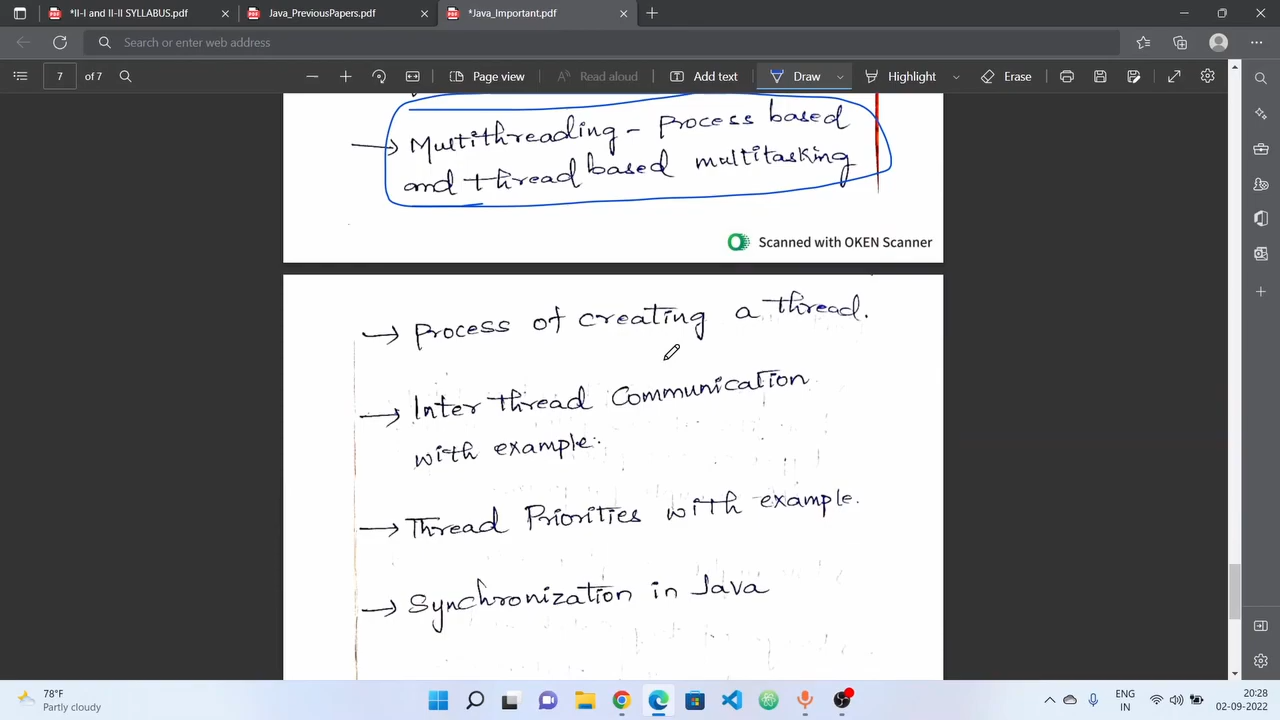 *II-I and II-II SYLLABUS.pdf
Java_PreviousPapers.pdf
*Java_Important.pdf
Search or enter web address
7 of 7
Page view
Read aloud
Add text
Draw
Highlight
Erase
→ Multithreading - Process based
and thread based multitasking
Scanned with OKEN Scanner
→ Process of creating a thread.
→ Inter thread Communication
with example.
→ Thread Priorities with example.
→ Synchronization in Java
78°F
Partly cloudy
ENG
IN
20:28
02-09-2022